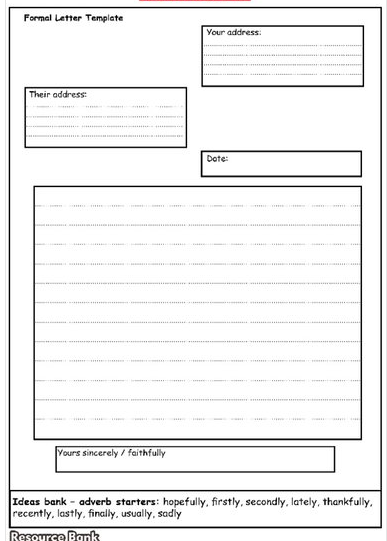 Formal Letter Template
Your address:
Their address:
Date:
Yours sincerely / faithfully
Ideas bank – adverb starters: hopefully, firstly, secondly, lately, thankfully,
recently, lastly, finally, usually, sadly
Resource Bank